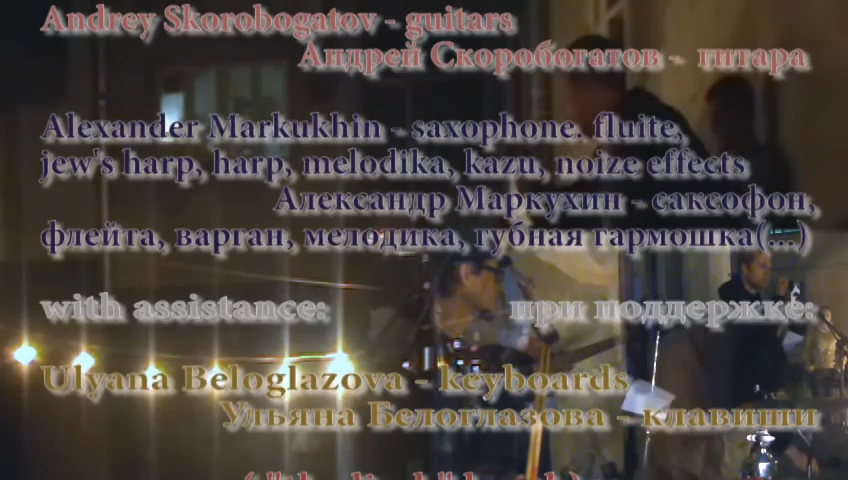 Andrey Skorobogatov - guitars
Андрей Скоробогатов - гитара
Alexander Markukhin - saxophone. fluite,
jew's harp, harp, melodika, kazu, noize effects
Александр Маркухин - саксофон,
флейта, варган, мелодика, губная гармошка(...)
with assistance: при поддержке:
Ulyana Beloglazova - keyboards
Ульяна Белоглазова - клавиши